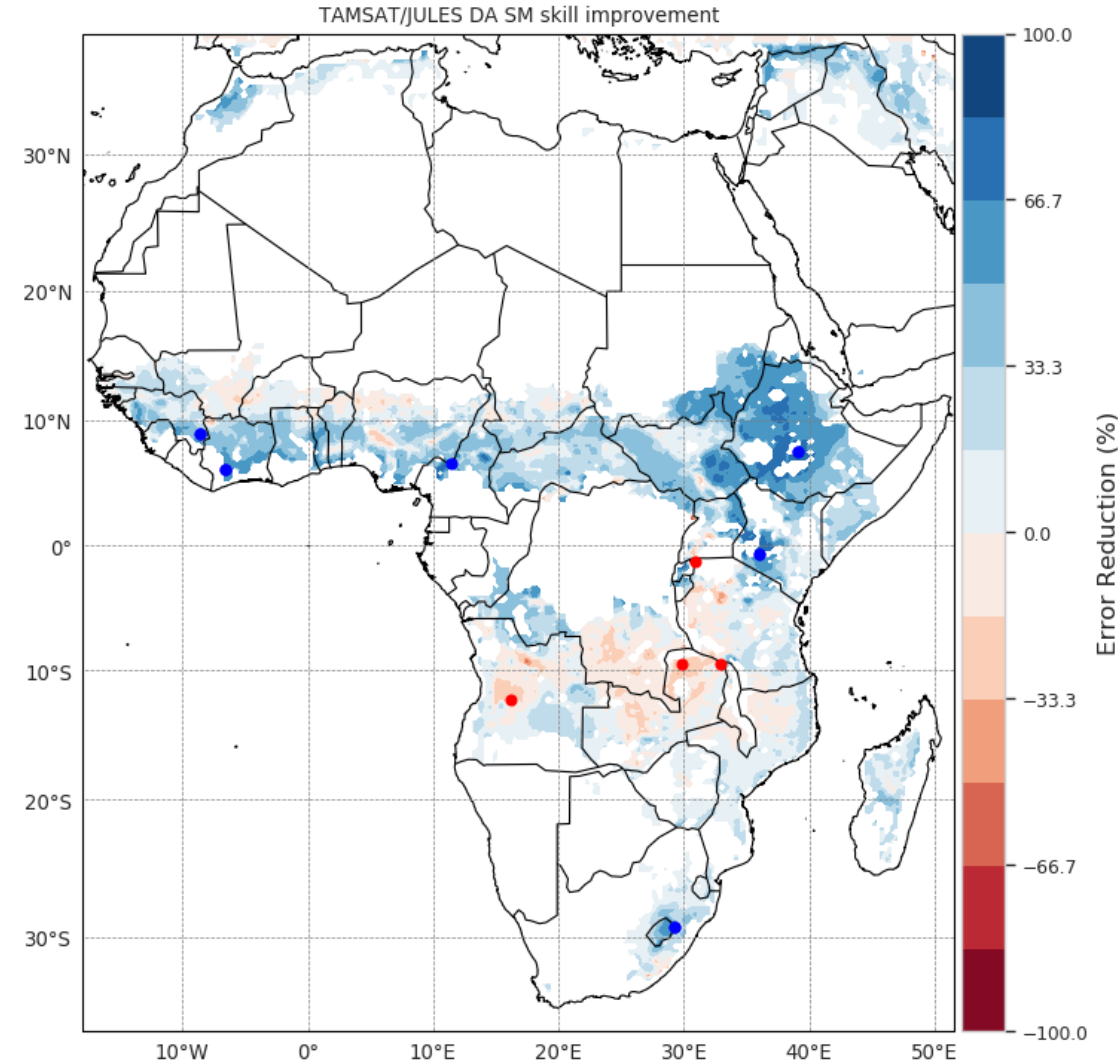 TAMSAT/JULES DA SM skill improvement
30°N
20°N
10°N
0°
10°S
20°S
30°S
10°W
0°
10°E
20°E
30°E
40°E
50°E
100.0
66.7
33.3
0.0
−33.3
−66.7
−100.0
Error Reduction (%)